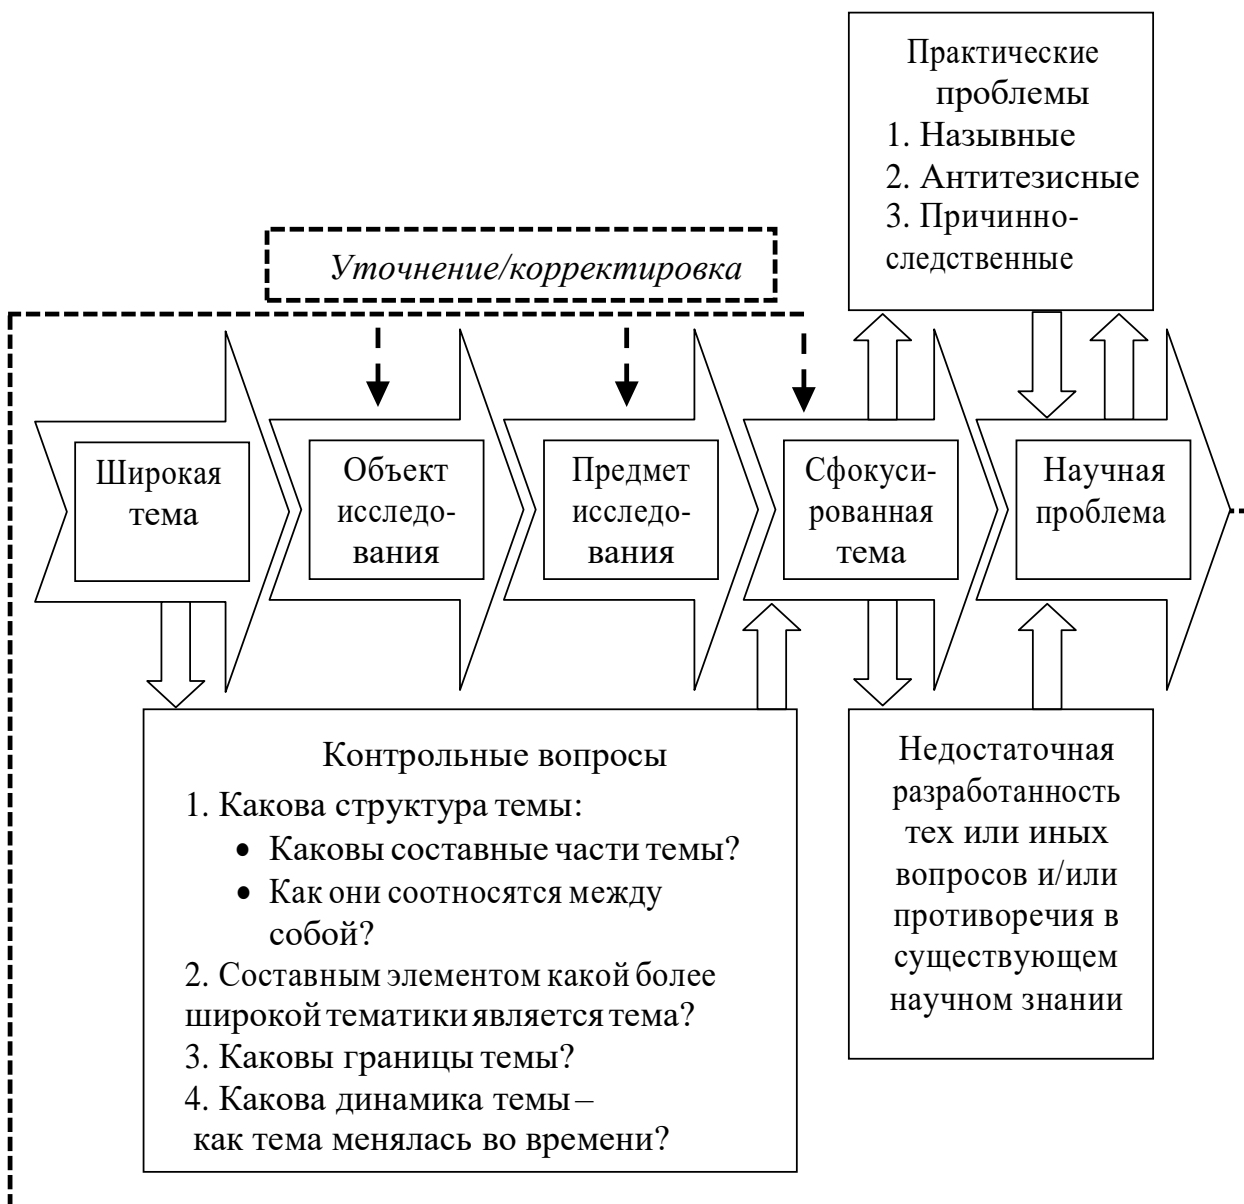 Практические
проблемы
1. Назывные
2. Антитезисные
3. Причинно-
следственные
Уточнение/корректировка
Широкая
тема
Объект
исследо-
вания
Предмет
исследо-
вания
Сфокуси-
рованная
тема
Научная
проблема
Контрольные вопросы
1. Какова структура темы:
• Каковы составные части темы?
• Как они соотносятся между
собой?
2. Составным элементом какой более
широкой тематики является тема?
3. Каковы границы темы?
4. Какова динамика темы –
как тема менялась во времени?
Недостаточная
разработанность
тех или иных
вопросов и/или
противоречия в
существующем
научном знании